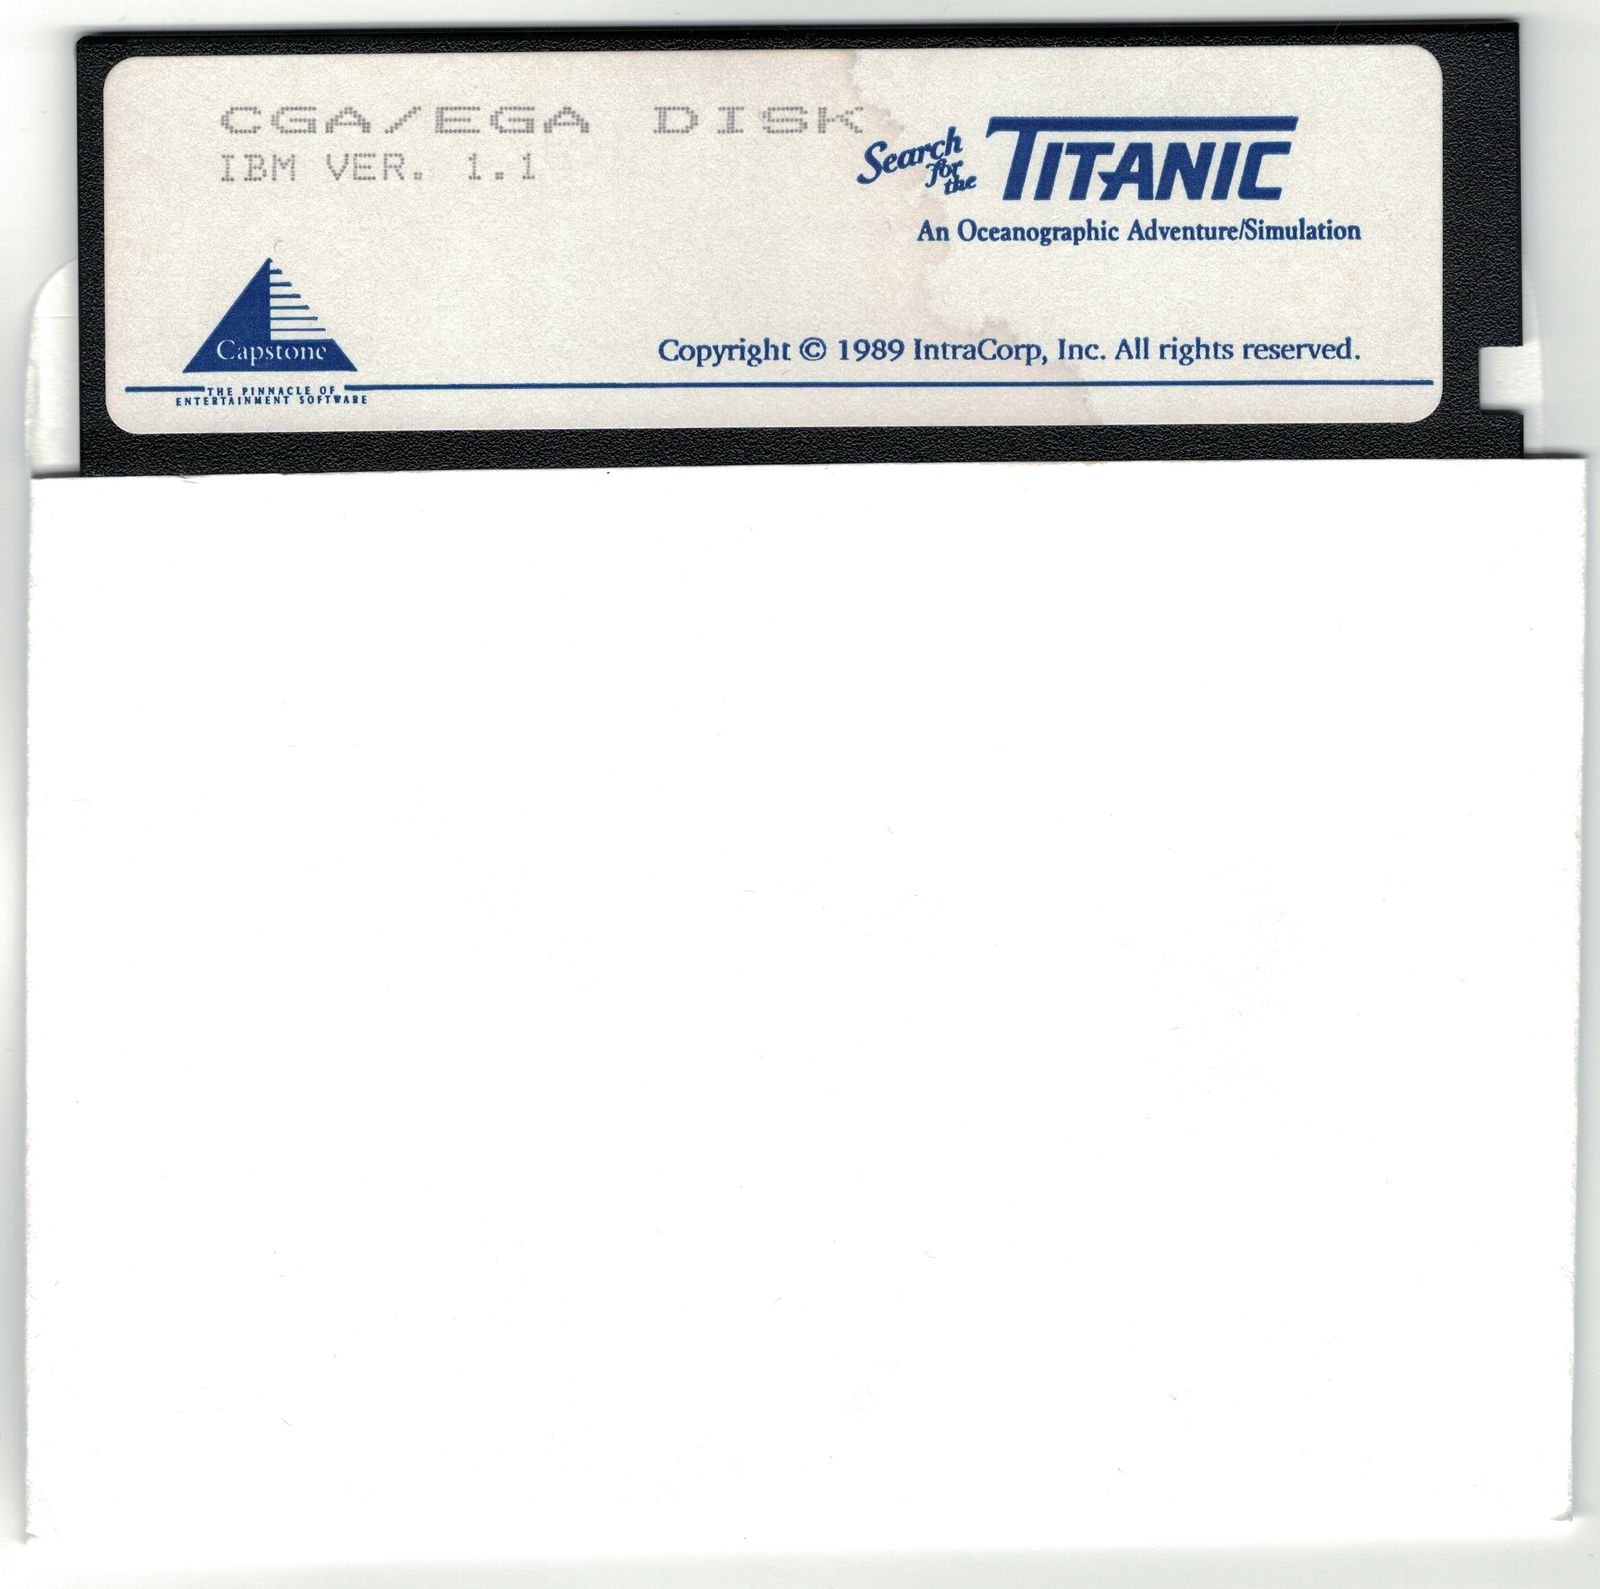 CGA/EGA DISK
IBM VER. 1.1
Search for the TITANIC
An Oceanographic Adventure/Simulation
Capstone
THE PINNACLE OF
ENTERTAINMENT SOFTWARE
Copyright © 1989 IntraCorp, Inc. All rights reserved.